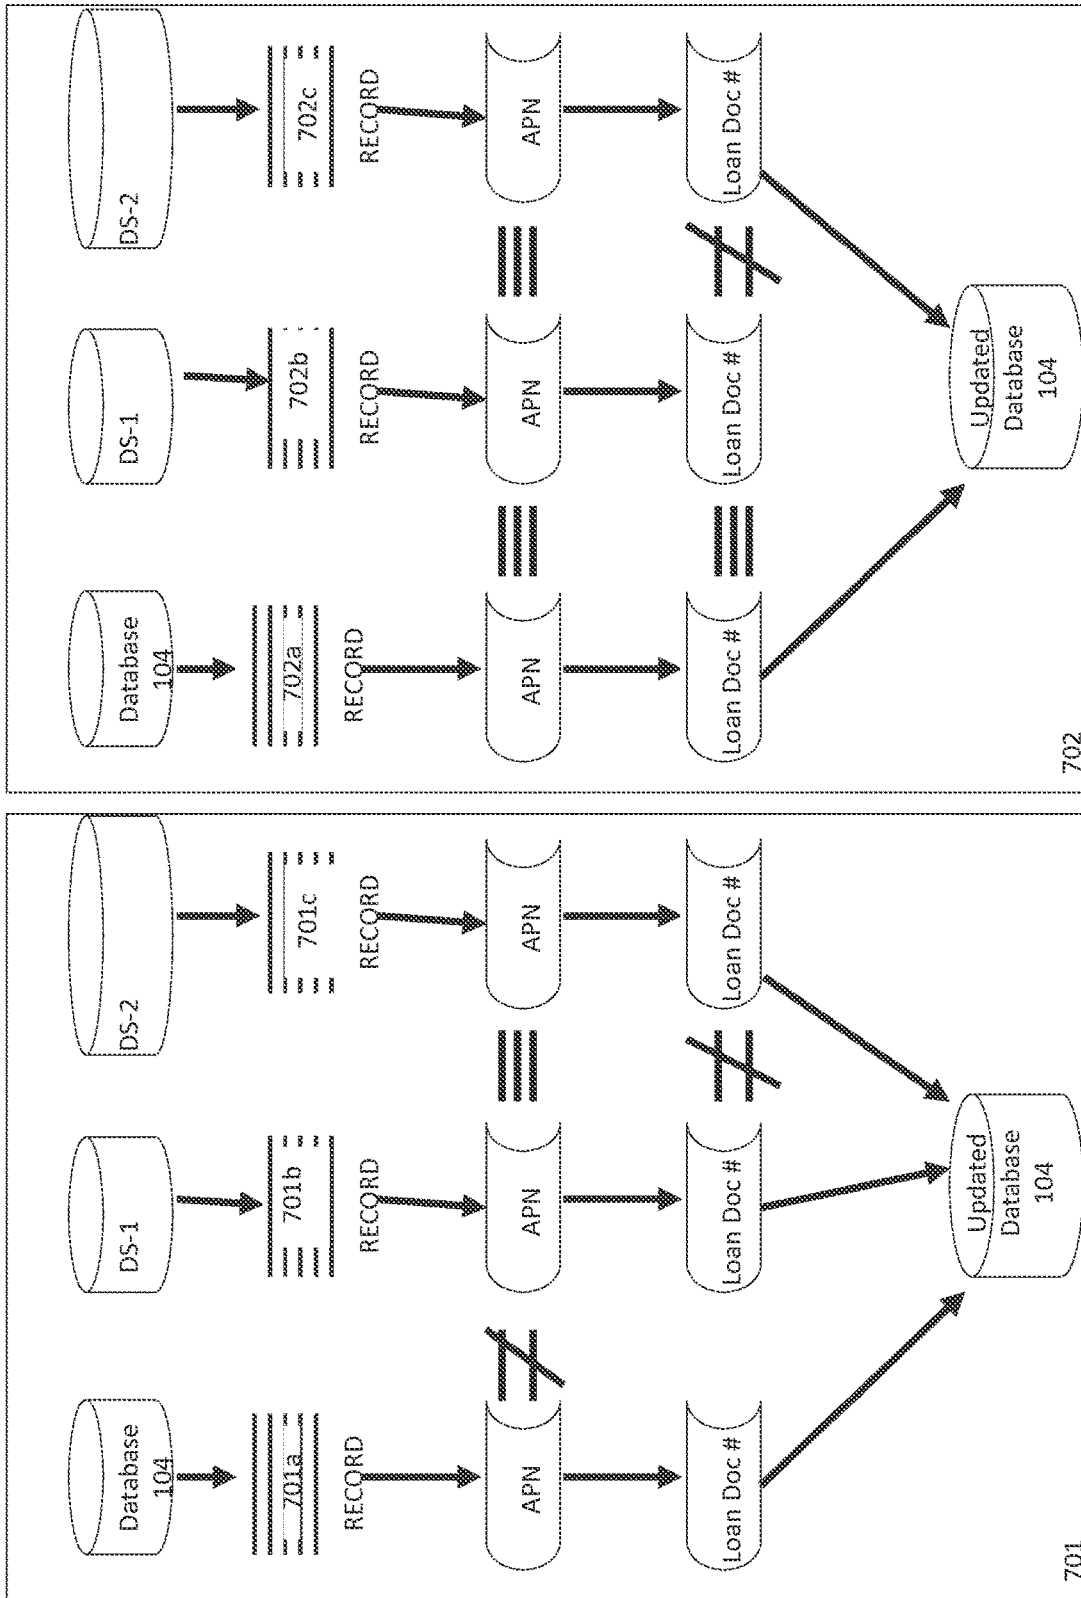 Database
104
DS-1
DS-2
701a
701b
701c
RECORD
RECORD
RECORD
APN
APN
APN
Loan Doc #
Loan Doc #
Loan Doc #
Updated
Database
104
701
Database
104
DS-1
DS-2
702a
702b
702c
RECORD
RECORD
RECORD
APN
APN
APN
Loan Doc #
Loan Doc #
Loan Doc #
Updated
Database
104
702